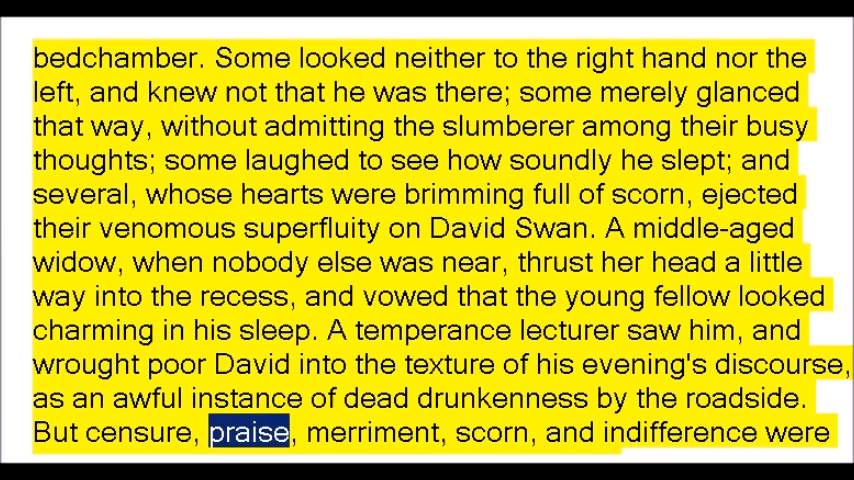 bedchamber. Some looked neither to the right hand nor the
left, and knew not that he was there; some merely glanced
that way, without admitting the slumberer among their busy
thoughts; some laughed to see how soundly he slept; and
several, whose hearts were brimming full of scorn, ejected
their venomous superfluity on David Swan. A middle-aged
widow, when nobody else was near, thrust her head a little
way into the recess, and vowed that the young fellow looked
charming in his sleep. A temperance lecturer saw him, and
wrought poor David into the texture of his evening's discourse,
as an awful instance of dead drunkenness by the roadside.
But censure, praise, merriment, scorn, and indifference were